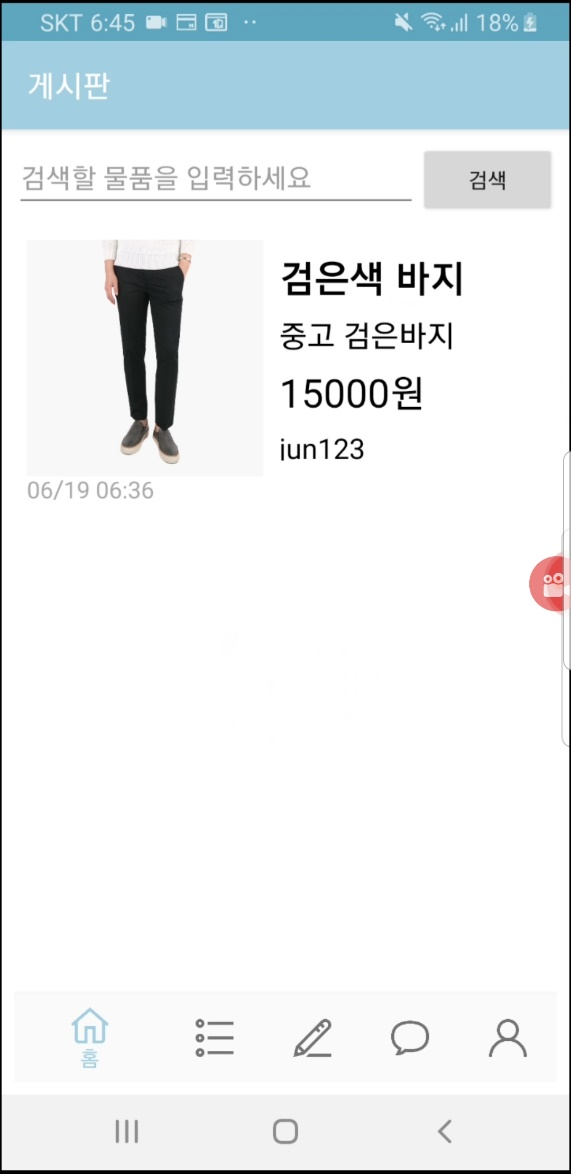 SKT 6:45
18%
게시판
검색할 물품을 입력하세요
검색
검은색 바지
중고 검은바지
15000원
jun123
06/19 06:36
홈